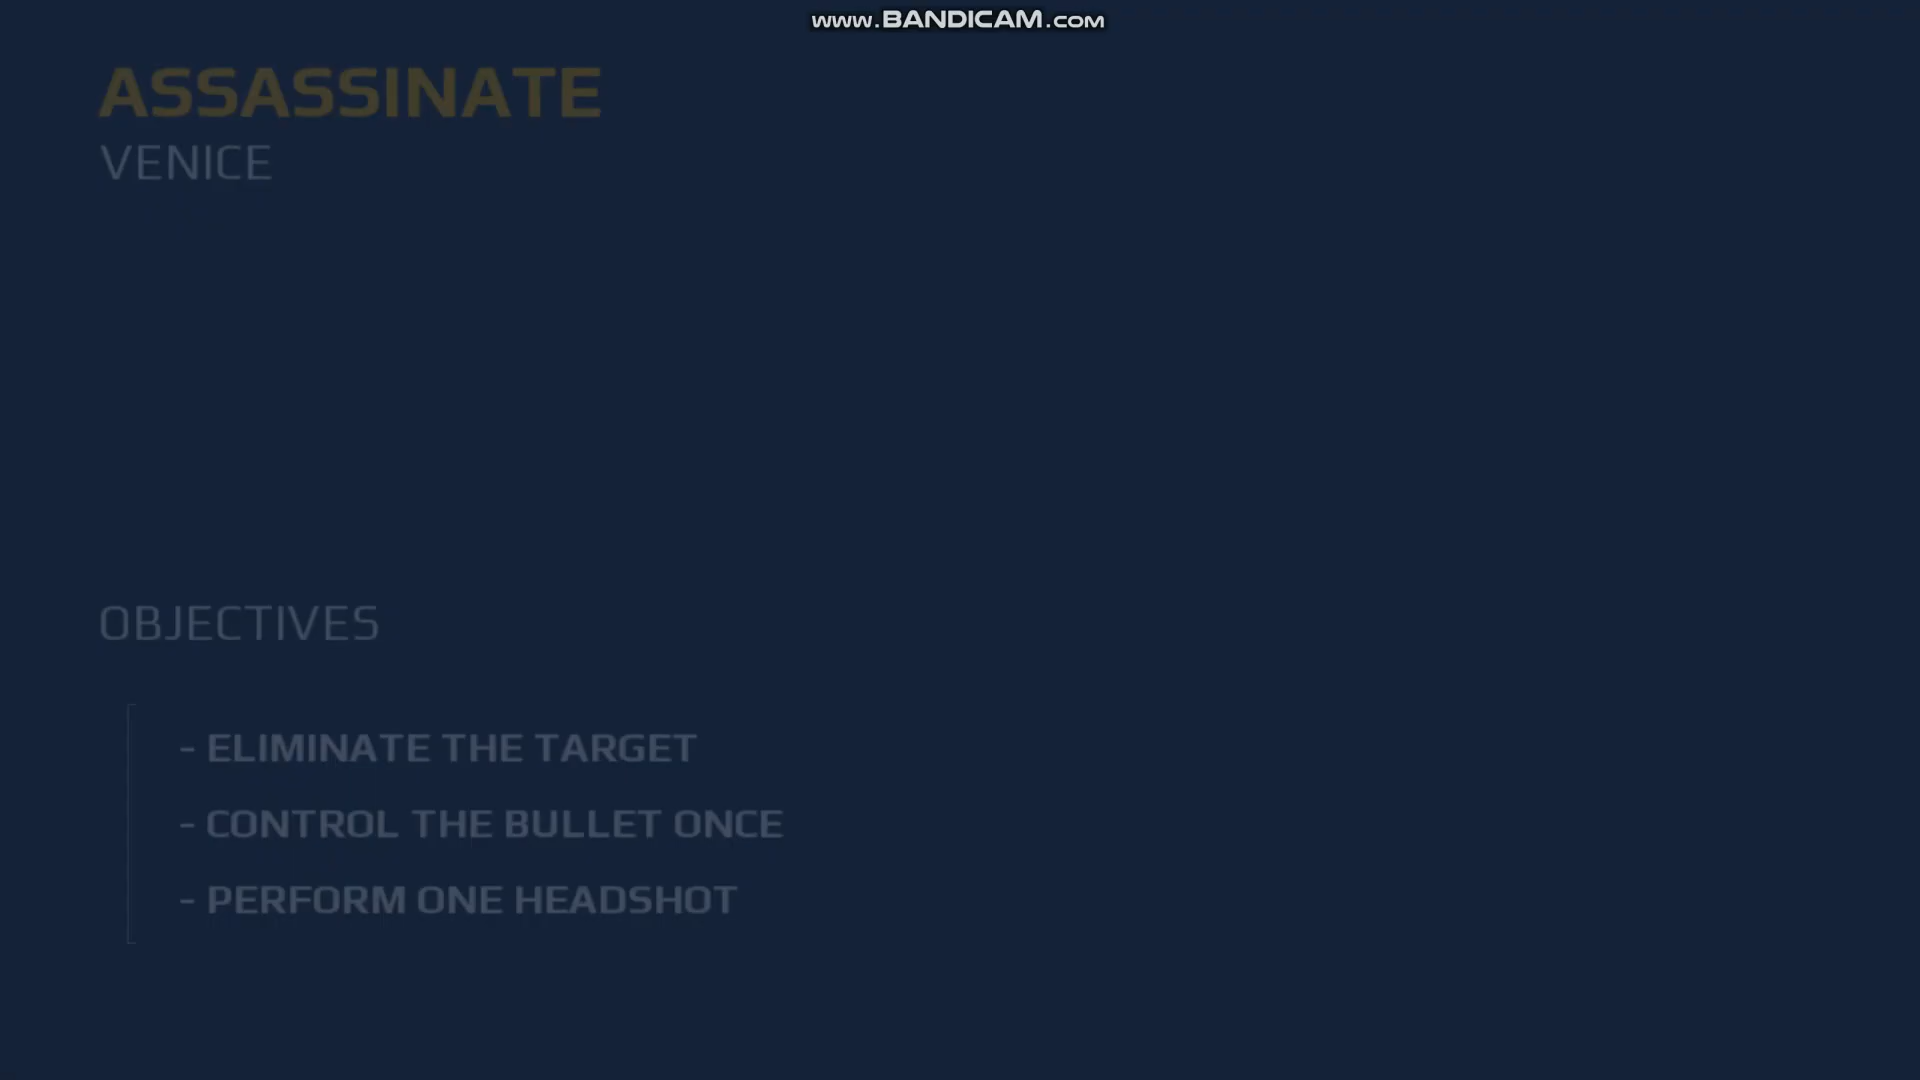 www.BANDICAM.com
ASSASSINATE
VENICE
OBJECTIVES
- ELIMINATE THE TARGET
- CONTROL THE BULLET ONCE
- PERFORM ONE HEADSHOT